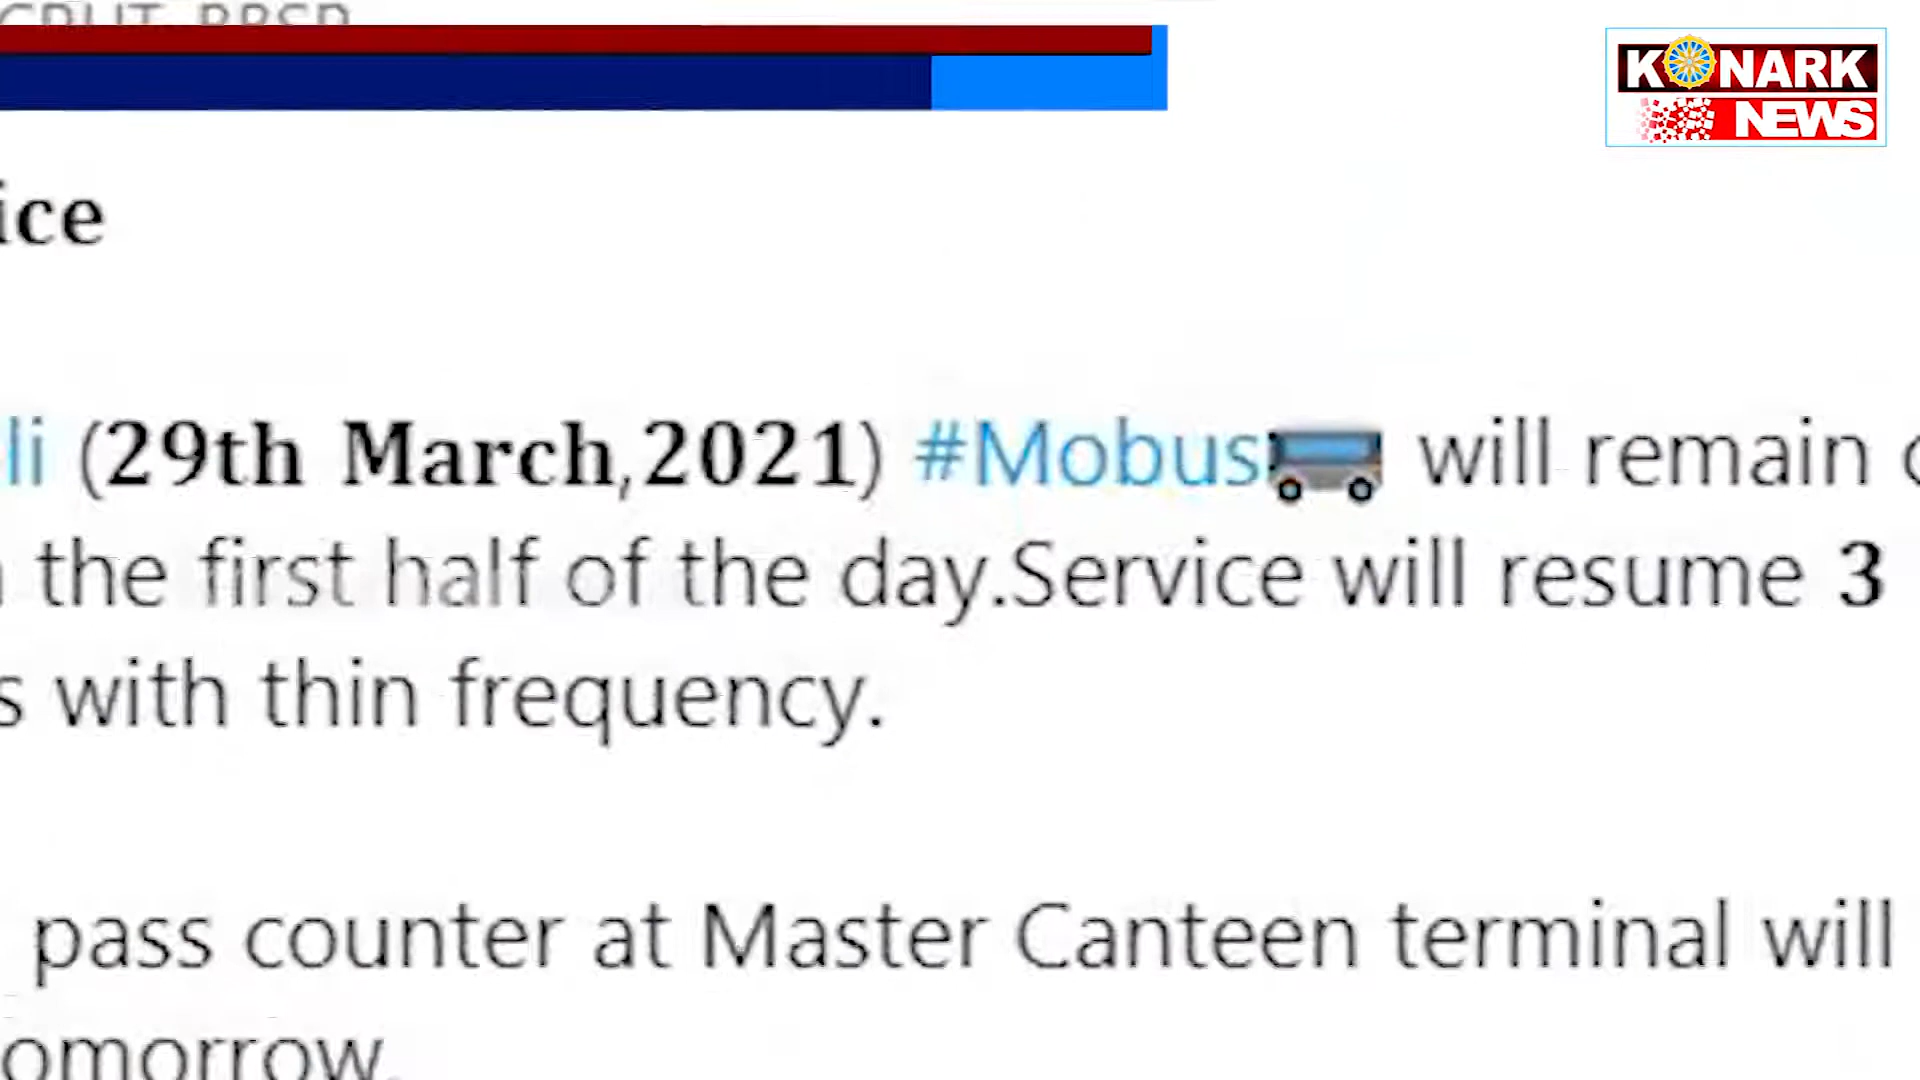 KONARK
NEWS
ice
li (29th March,2021) #Mobus will remain
the first half of the day.Service will resume 3
s with thin frequency.
pass counter at Master Canteen terminal will
omorrow.